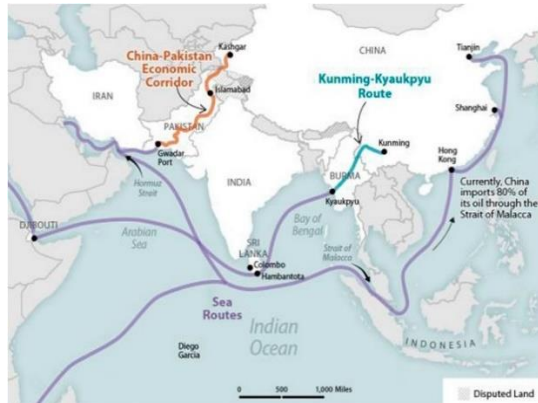 Kashgar
CHINA
Tianjin
China-Pakistan
Economic
Corridor
Kunming-Kyaukpyu
Route
IRAN
Islamabad
Shanghai
PAKISTAN
Kunming
Gwadar
Port
Hong
Kong
INDIA
BURMA
Hormuz
Strait
Kyaukpyu
Currently, China
imports 80% of
its oil through the
Strait of Malacca
DJIBOUTI
Arabian
Sea
Bay of
Bengal
SRI
LANKA
Strait of
Malacca
Colombo
Hambantota
Sea
Routes
Indian
Ocean
INDONESIA
Diego
Garcia
0 500 1,000 Miles
Disputed Land